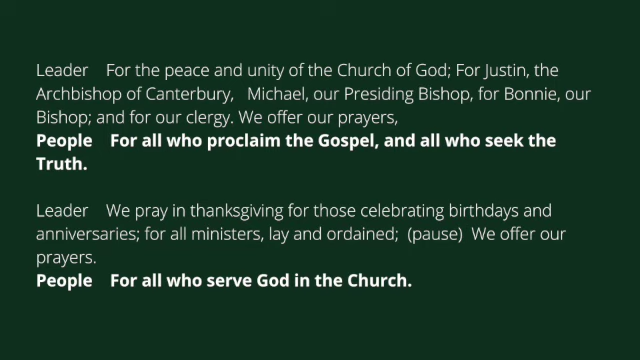 Leader For the peace and unity of the Church of God; For Justin, the
Archbishop of Canterbury, Michael, our Presiding Bishop, for Bonnie, our
Bishop; and for our clergy. We offer our prayers,
People For all who proclaim the Gospel, and all who seek the
Truth.
Leader We pray in thanksgiving for those celebrating birthdays and
anniversaries; for all ministers, lay and ordained; (pause) We offer our
prayers.
People For all who serve God in the Church.